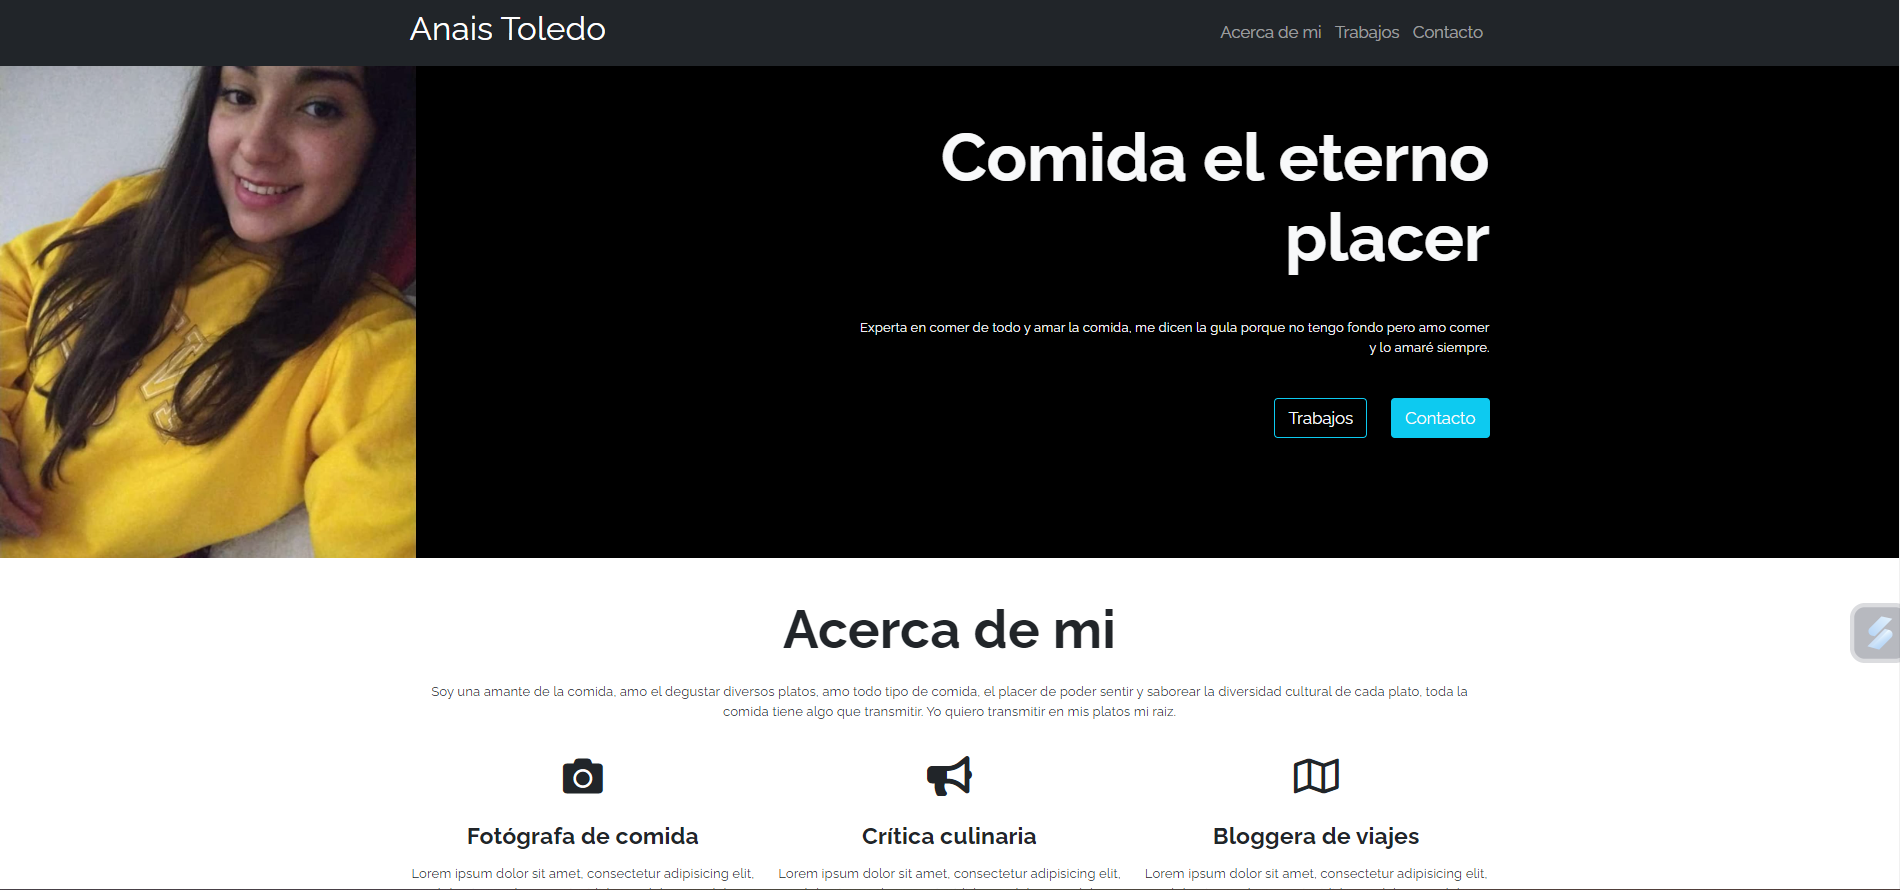 Anais Toledo
Acerca de mi Trabajos Contacto
Comida el eterno
placer
Experta en comer de todo y amar la comida, me dicen la gula porque no tengo fondo pero amo comer
y lo amaré siempre.
Trabajos Contacto
Acerca de mi
Soy una amante de la comida, amo el degustar diversos platos, amo todo tipo de comida, el placer de poder sentir y saborear la diversidad cultural de cada plato, toda la
comida tiene algo que transmitir. Yo quiero transmitir en mis platos mi raiz.
Fotógrafa de comida
Lorem ipsum dolor sit amet, consectetur adipisicing elit,
Crítica culinaria
Lorem ipsum dolor sit amet, consectetur adipisicing elit,
Bloggera de viajes
Lorem ipsum dolor sit amet, consectetur adipisicing elit,